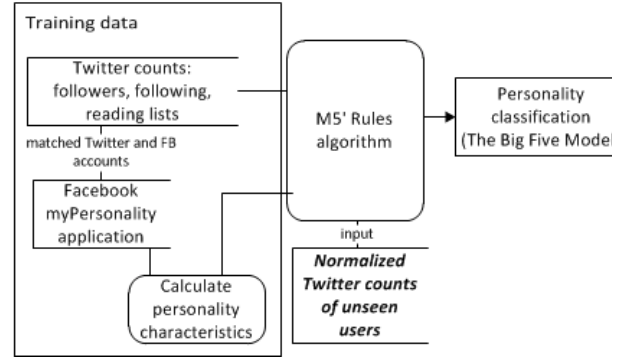 Training data
Twitter counts:
followers, following,
reading lists
matched Twitter and FB
accounts
Facebook
myPersonality
application
Calculate
personality
characteristics
M5' Rules
algorithm
input
Normalized
Twitter counts
of unseen
users
Personality
classification
(The Big Five Model